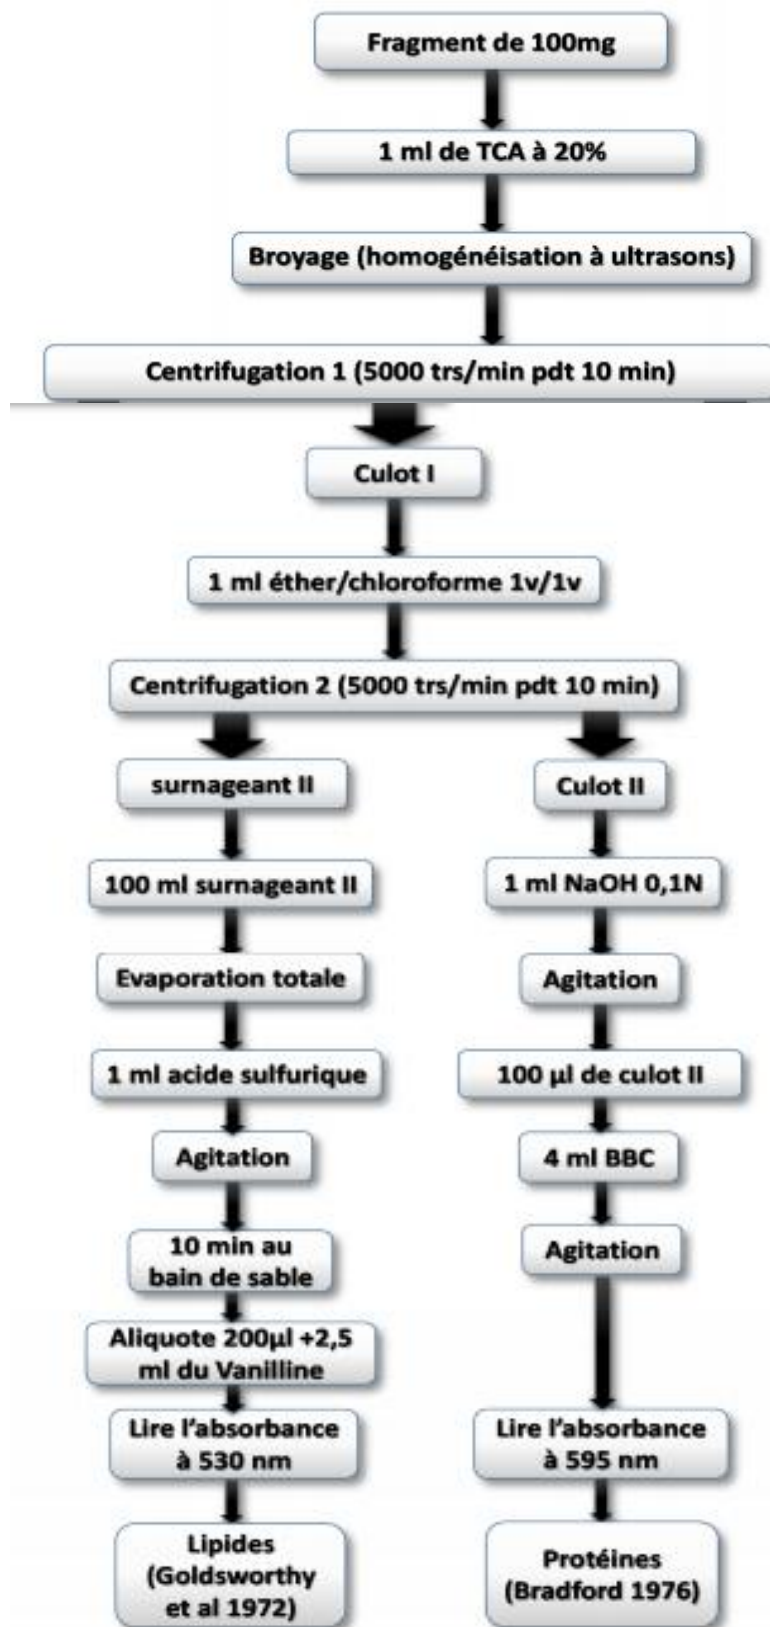 Fragment de 100mg
1 ml de TCA à 20%
Broyage (homogénéisation à ultrasons)
Centrifugation 1 (5000 trs/min pdt 10 min)
Culot I
1 ml éther/chloroforme 1v/1v
Centrifugation 2 (5000 trs/min pdt 10 min)
surnageant II
100 ml surnageant II
Evaporation totale
1 ml acide sulfurique
Agitation
10 min au
bain de sable
Aliquote 200µl +2,5
ml du Vanilline
Lire l’absorbance
à 530 nm
Lipides
(Goldsworthy
et al 1972)
Culot II
1 ml NaOH 0,1N
Agitation
100 µl de culot II
4 ml BBC
Agitation
Lire l’absorbance
à 595 nm
Protéines
(Bradford 1976)